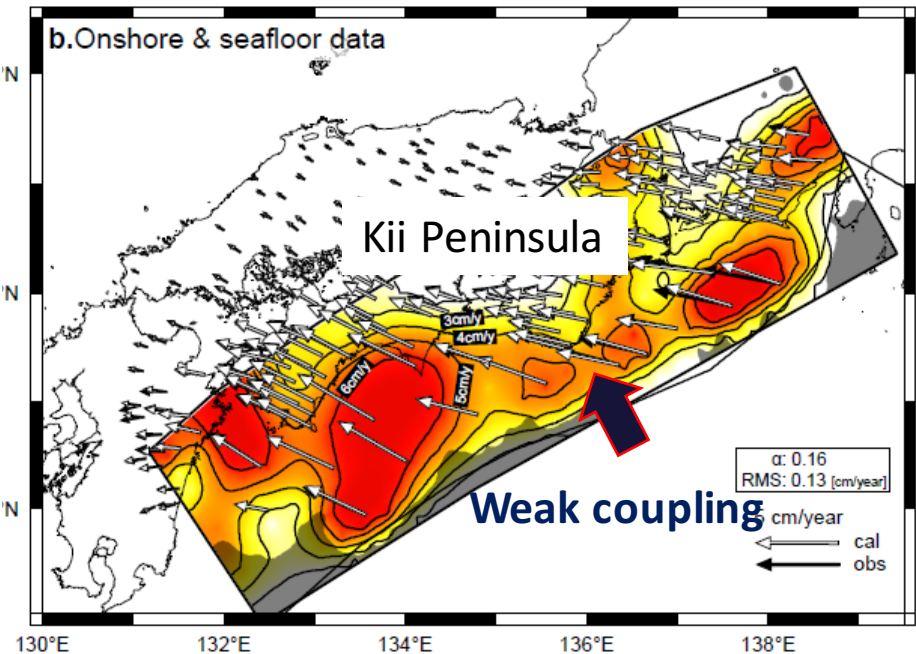 b.Onshore & seafloor data
°N
Kii Peninsula
°N
3cm/y
4cm/y
6cm/y
5cm/y
α: 0.16
RMS: 0.13 [cm/year]
Weak coupling
°N
cm/year
cal
obs
130°E
132°E
134°E
136°E
138°E